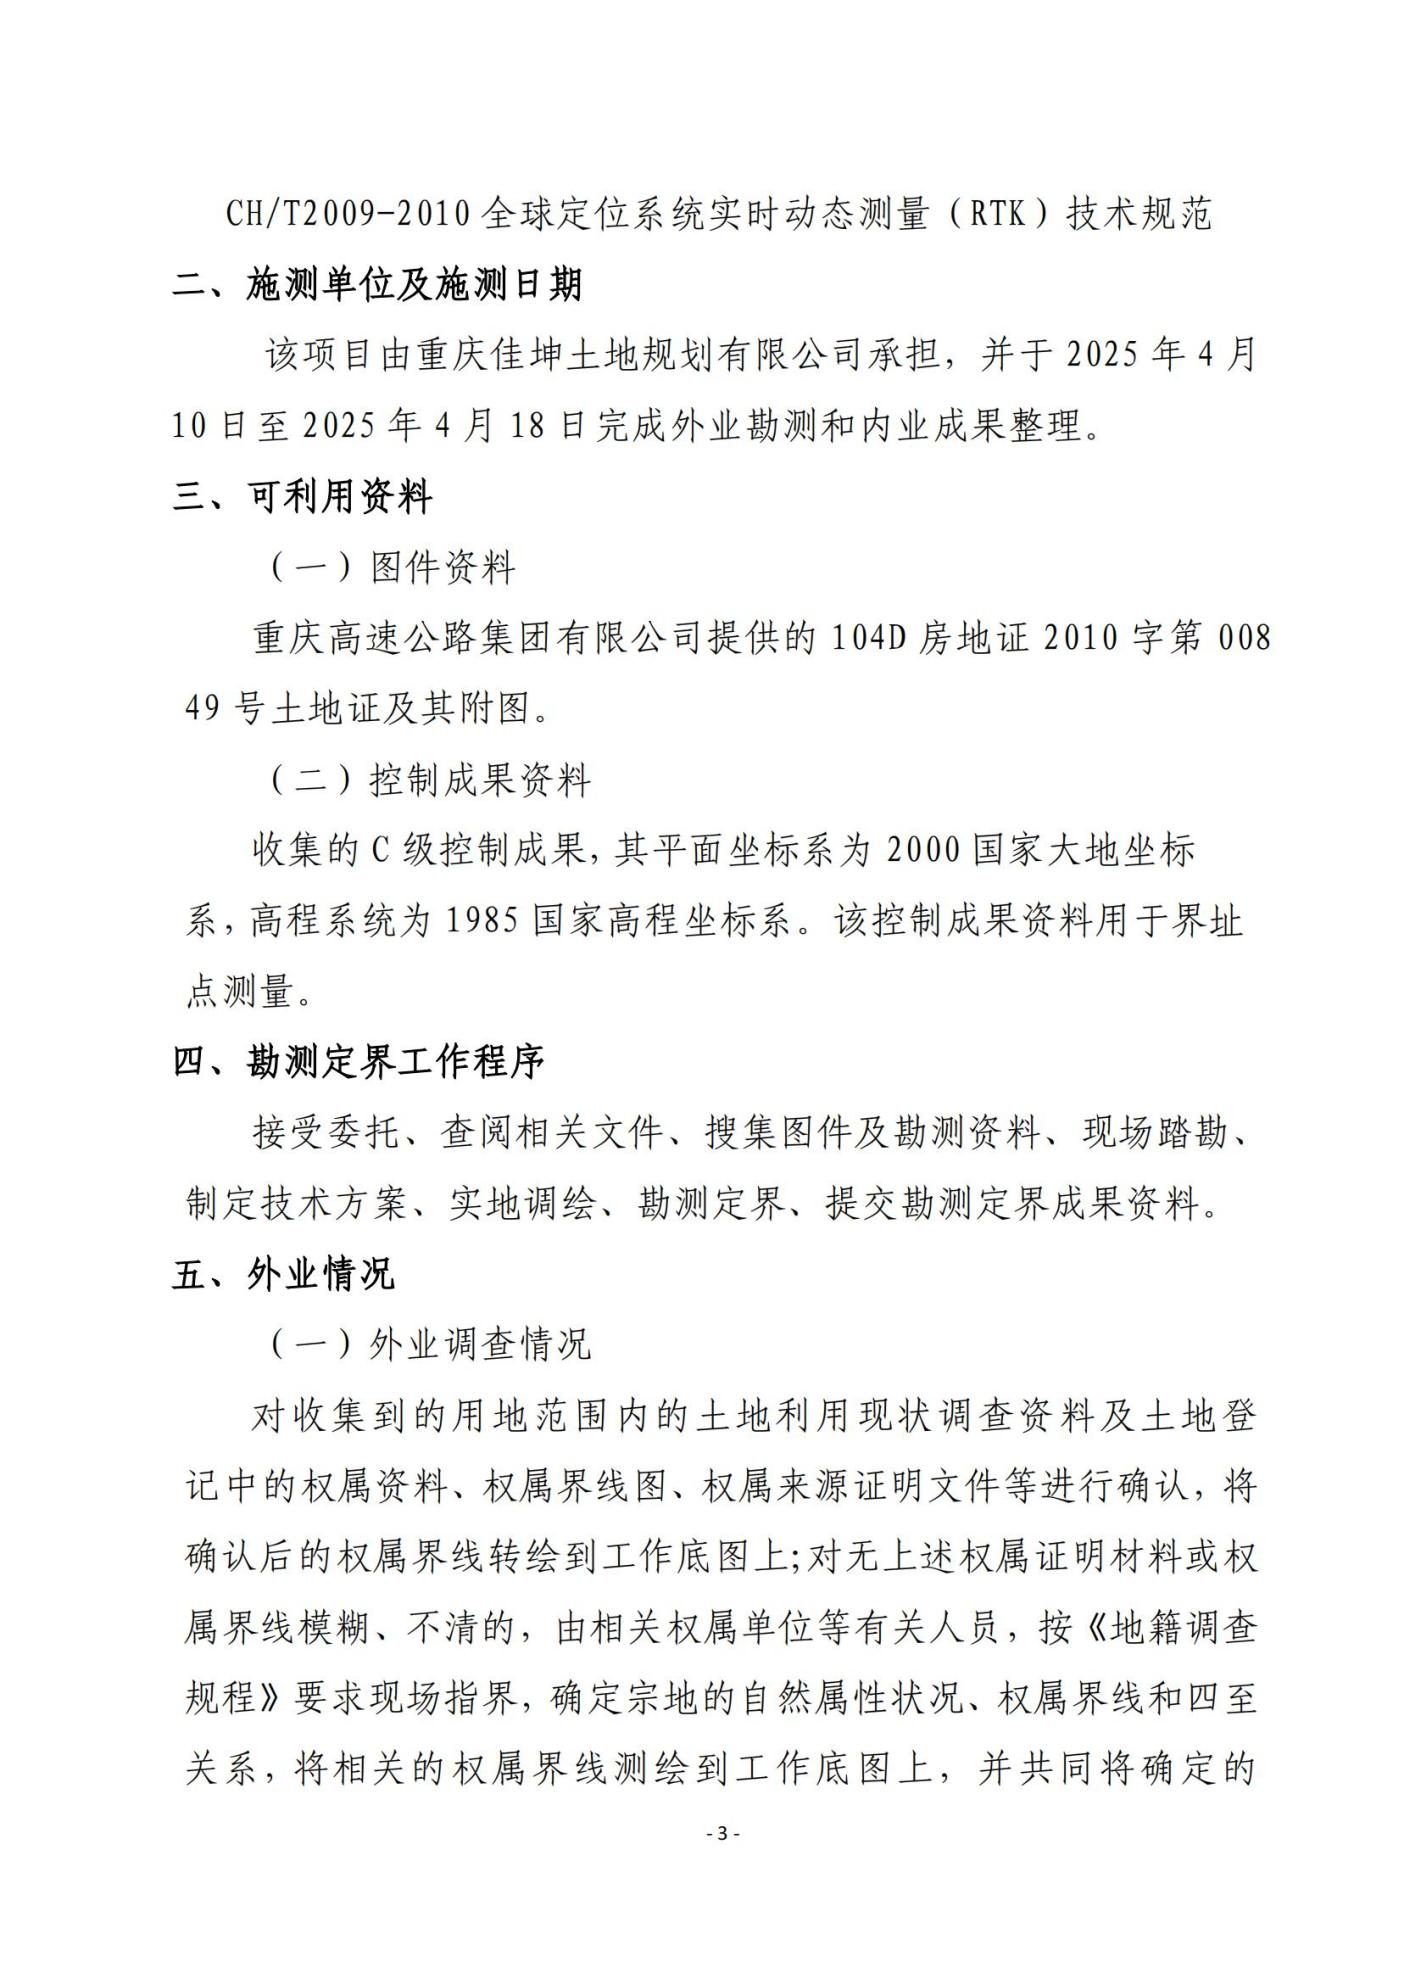 CH/T2009-2010 全球定位系统实时动态测量（RTK）技术规范
二、施测单位及施测日期
该项目由重庆佳坤土地规划有限公司承担，并于 2025 年 4 月
10 日至 2025 年 4 月 18 日完成外业勘测和内业成果整理。
三、可利用资料
（一）图件资料
重庆高速公路集团有限公司提供的 104D 房地证 2010 字第 008
49 号土地证及其附图。
（二）控制成果资料
收集的 C 级控制成果，其平面坐标系为 2000 国家大地坐标
系，高程系统为 1985 国家高程坐标系。该控制成果资料用于界址
点测量。
四、勘测定界工作程序
接受委托、查阅相关文件、搜集图件及勘测资料、现场踏勘、
制定技术方案、实地调绘、勘测定界、提交勘测定界成果资料。
五、外业情况
（一）外业调查情况
对收集到的用地范围内的土地利用现状调查资料及土地登
记中的权属资料、权属界线图、权属来源证明文件等进行确认，将
确认后的权属界线转绘到工作底图上;对无上述权属证明材料或权
属界线模糊、不清的，由相关权属单位等有关人员，按《地籍调查
规程》要求现场指界，确定宗地的自然属性状况、权属界线和四至
关系，将相关的权属界线测绘到工作底图上，并共同将确定的
- 3 -